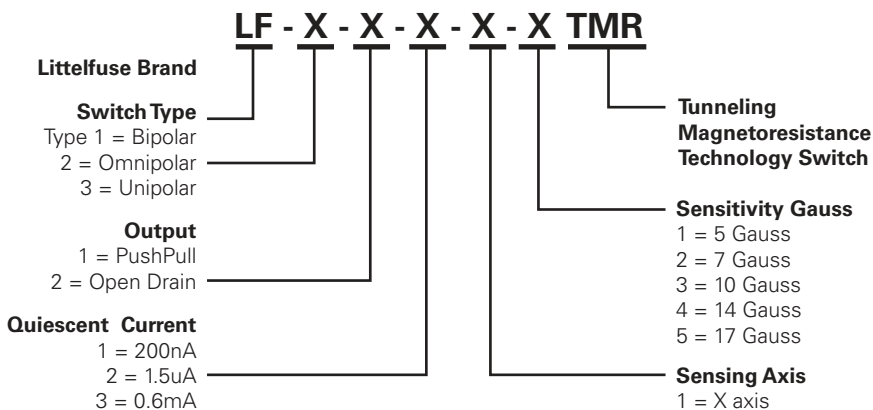 LF - X - X - X - X - X TMR
Littelfuse Brand
Switch Type
Type 1 = Bipolar
2 = Omnipolar
3 = Unipolar
Output
1 = PushPull
2 = Open Drain
Quiescent Current
1 = 200nA
2 = 1.5uA
3 = 0.6mA
Tunneling
Magnetoresistance
Technology Switch
Sensitivity Gauss
1 = 5 Gauss
2 = 7 Gauss
3 = 10 Gauss
4 = 14 Gauss
5 = 17 Gauss
Sensing Axis
1 = X axis